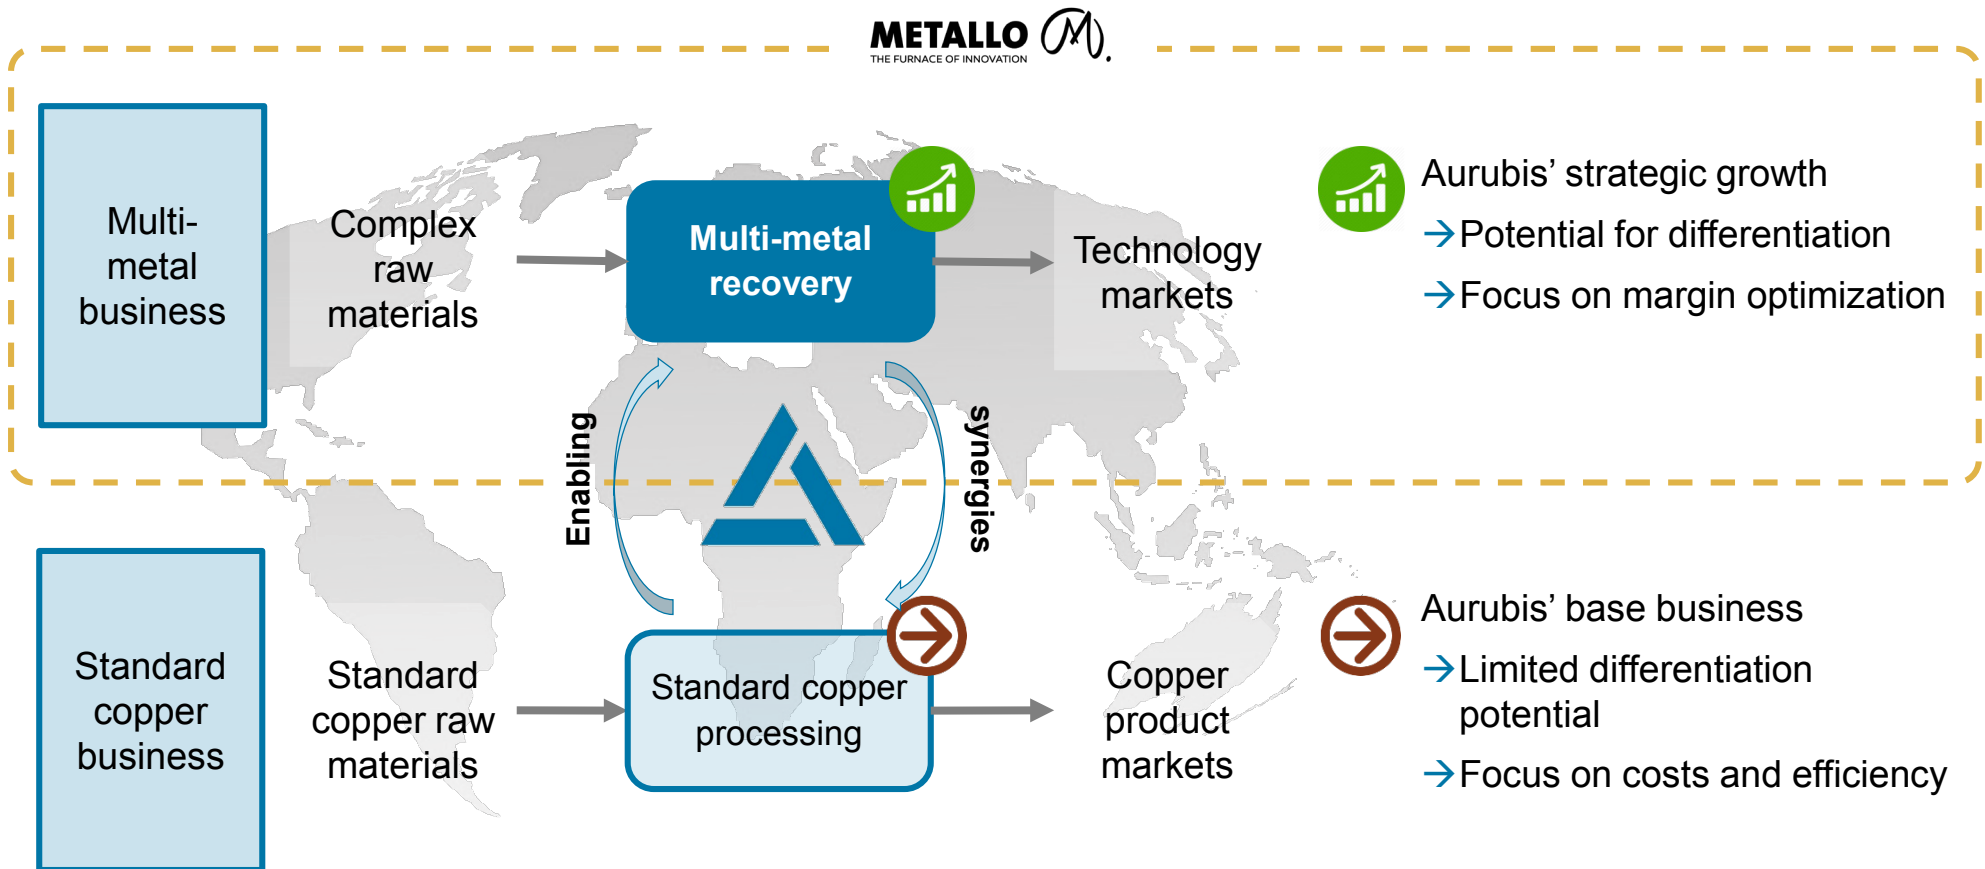 METALLO
THE FURNACE OF INNOVATION
Multi-
metal
business
Complex
raw
materials
Multi-metal
recovery
Technology
markets
Aurubis’ strategic growth
→Potential for differentiation
→Focus on margin optimization
Enabling
synergies
Standard
copper
business
Standard
copper raw
materials
Standard copper
processing
Copper
product
markets
Aurubis’ base business
→Limited differentiation
potential
→Focus on costs and efficiency